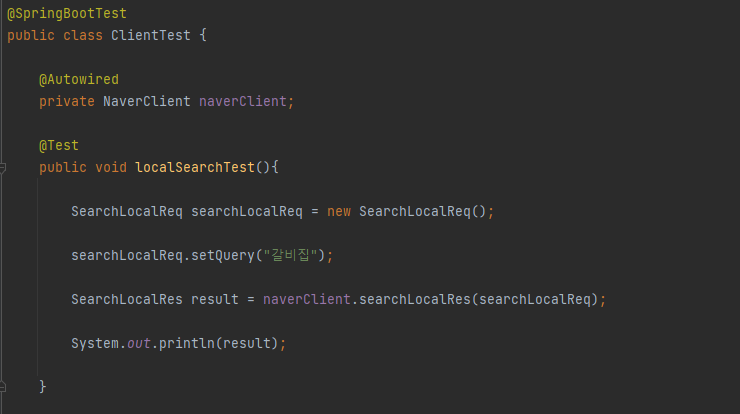 @SpringBootTest
public class ClientTest {
@Autowired
private NaverClient naverClient;
@Test
public void localSearchTest(){
SearchLocalReq searchLocalReq = new SearchLocalReq();
searchLocalReq.setQuery("갈비집");
SearchLocalRes result = naverClient.searchLocalRes(searchLocalReq);
System.out.println(result);
}